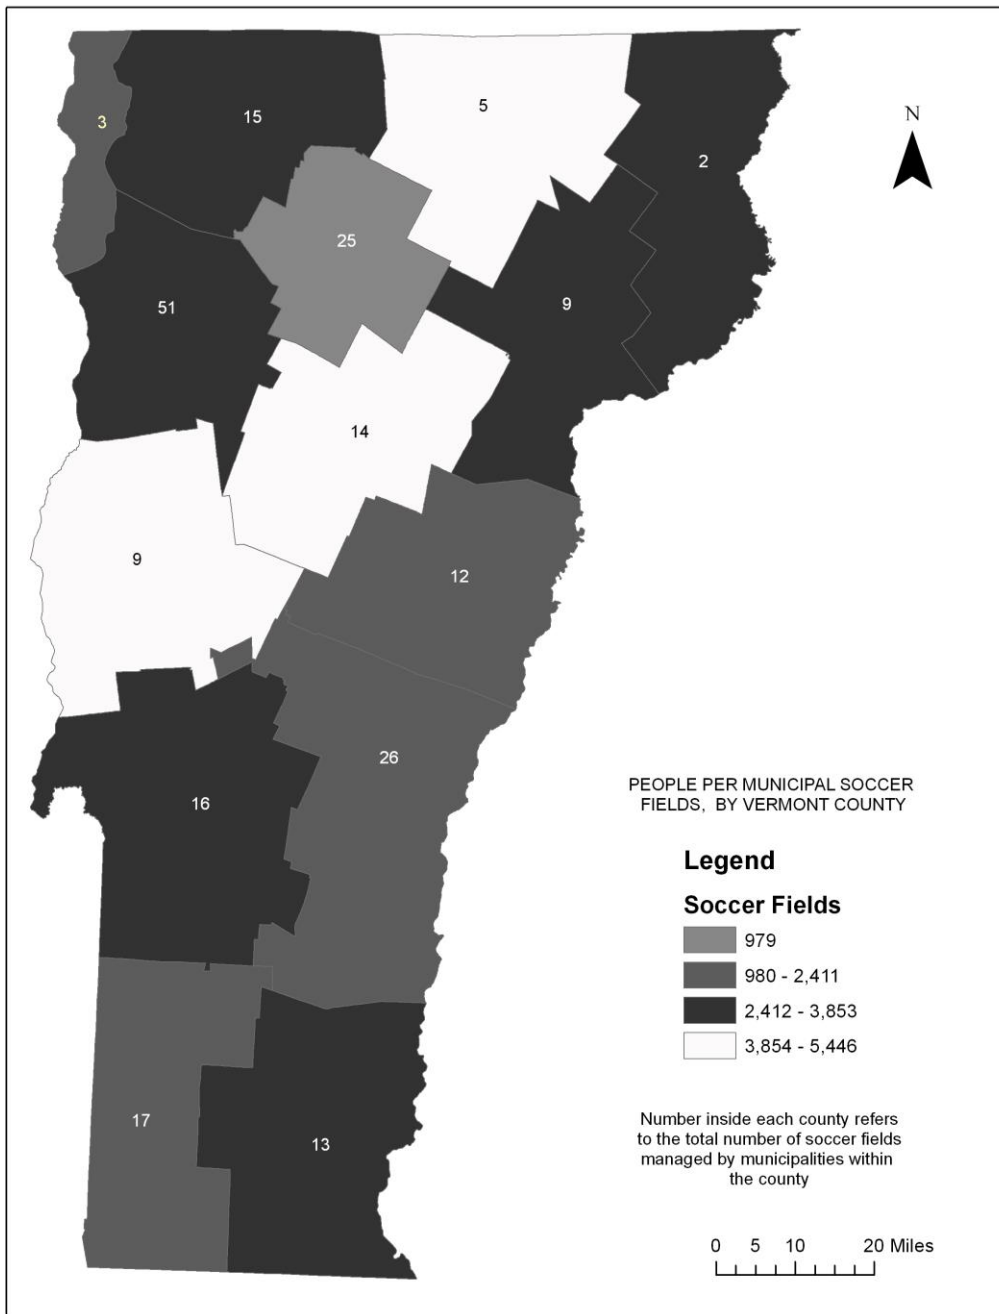 N
3
15
5
2
25
51
9
14
9
12
26
16
17
13
PEOPLE PER MUNICIPAL SOCCER
FIELDS, BY VERMONT COUNTY
Legend
Soccer Fields
979
980 - 2,411
2,412 - 3,853
3,854 - 5,446
Number inside each county refers
to the total number of soccer fields
managed by municipalities within
the county
0 5 10 20 Miles